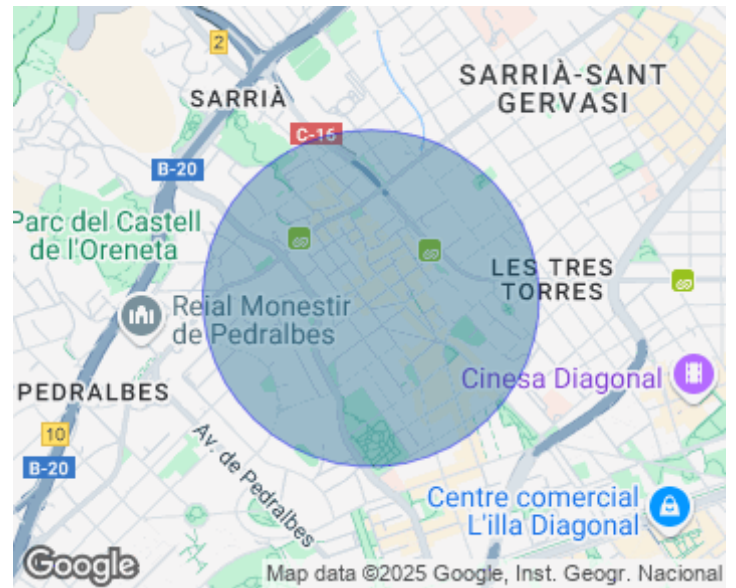 2
SARRIÀ
SARRIÀ-SANT
GERVASI
C-16
B-20
Parc del Castell
de l'Oreneta
LES TRES
TORRES
Reial Monestir
de Pedralbes
Cinesa Diagonal
PEDRALBES
10
B-20
Av. de Pedralbes
Centre comercial
L'illa Diagonal
Google
Map data ©2025 Google, Inst. Geogr. Nacional